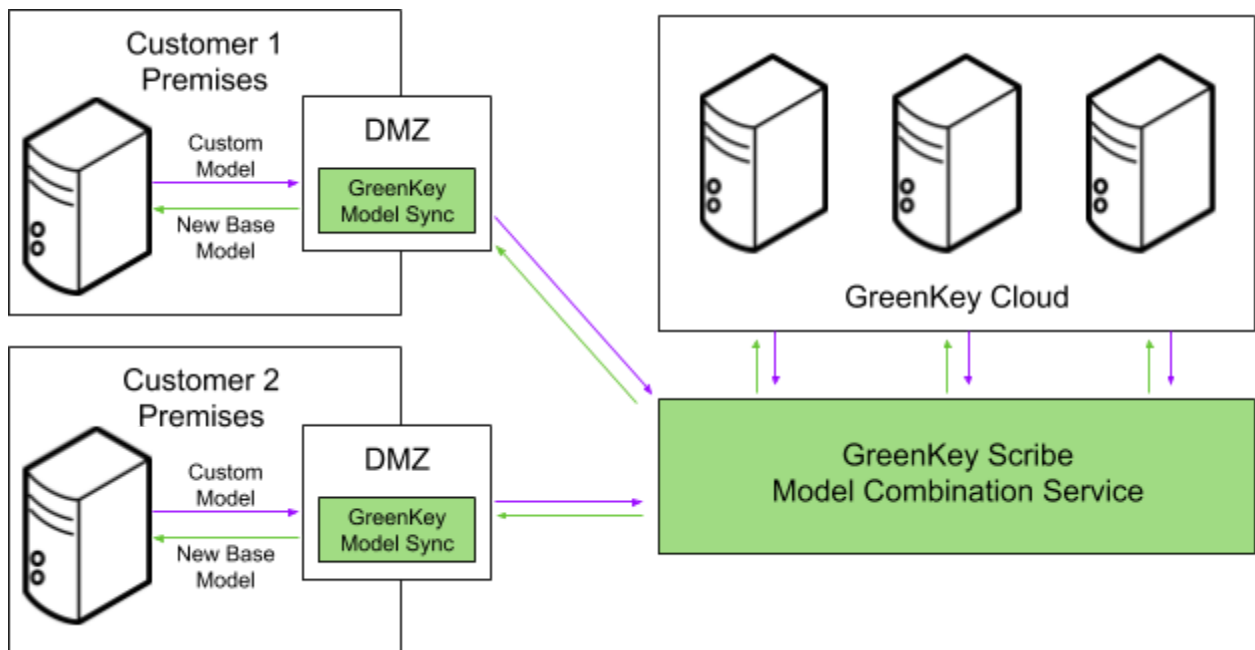 Customer 1
Premises
Custom
Model
New Base
Model
DMZ
GreenKey
Model Sync
GreenKey Cloud
Customer 2
Premises
Custom
Model
New Base
Model
DMZ
GreenKey
Model Sync
GreenKey Scribe
Model Combination Service